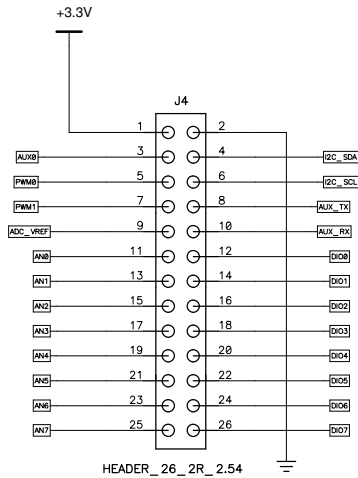 +3.3V
J4
1 2
AUX0 3 4 I2C_SDA
PWM0 5 6 I2C_SCL
PWM1 7 8 AUX_TX
ADC_VREF 9 10 AUX_RX
AN0 11 12 DIO0
AN1 13 14 DIO1
AN2 15 16 DIO2
AN3 17 18 DIO3
AN4 19 20 DIO4
AN5 21 22 DIO5
AN6 23 24 DIO6
AN7 25 26 DIO7
HEADER_26_2R_2.54